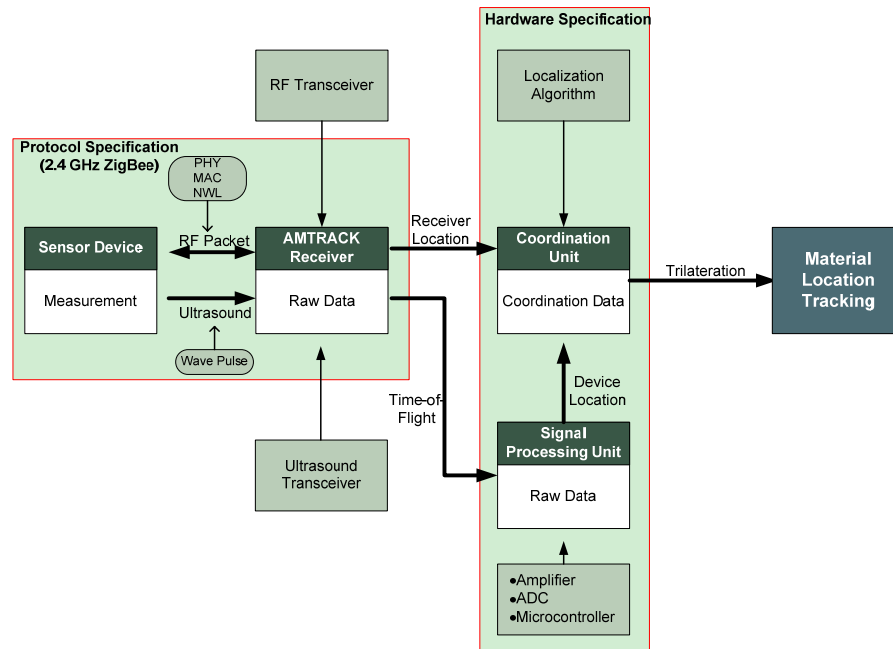 Hardware Specification
RF Transceiver
Localization
Algorithm
Protocol Specification
(2.4 GHz ZigBee)
PHY
MAC
NWL
Sensor Device
Measurement
RF Packet
Ultrasound
Wave Pulse
AMTRACK
Receiver
Raw Data
Receiver
Location
Coordination
Unit
Coordination Data
Trilateration
Material
Location
Tracking
Time-of-
Flight
Device
Location
Ultrasound
Transceiver
Signal
Processing Unit
Raw Data
•Amplifier
•ADC
•Microcontroller